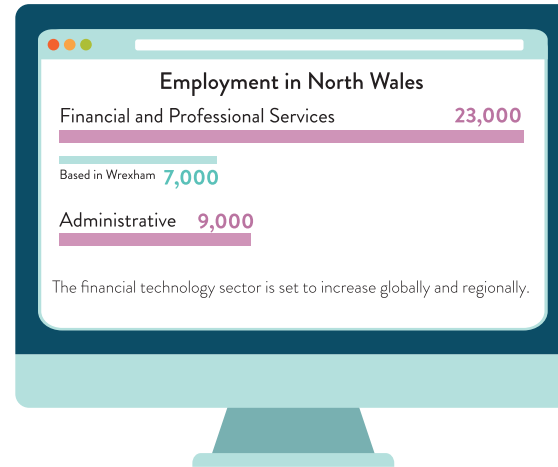 Employment in North Wales
Financial and Professional Services 23,000
Based in Wrexham 7,000
Administrative 9,000
The financial technology sector is set to increase globally and regionally.